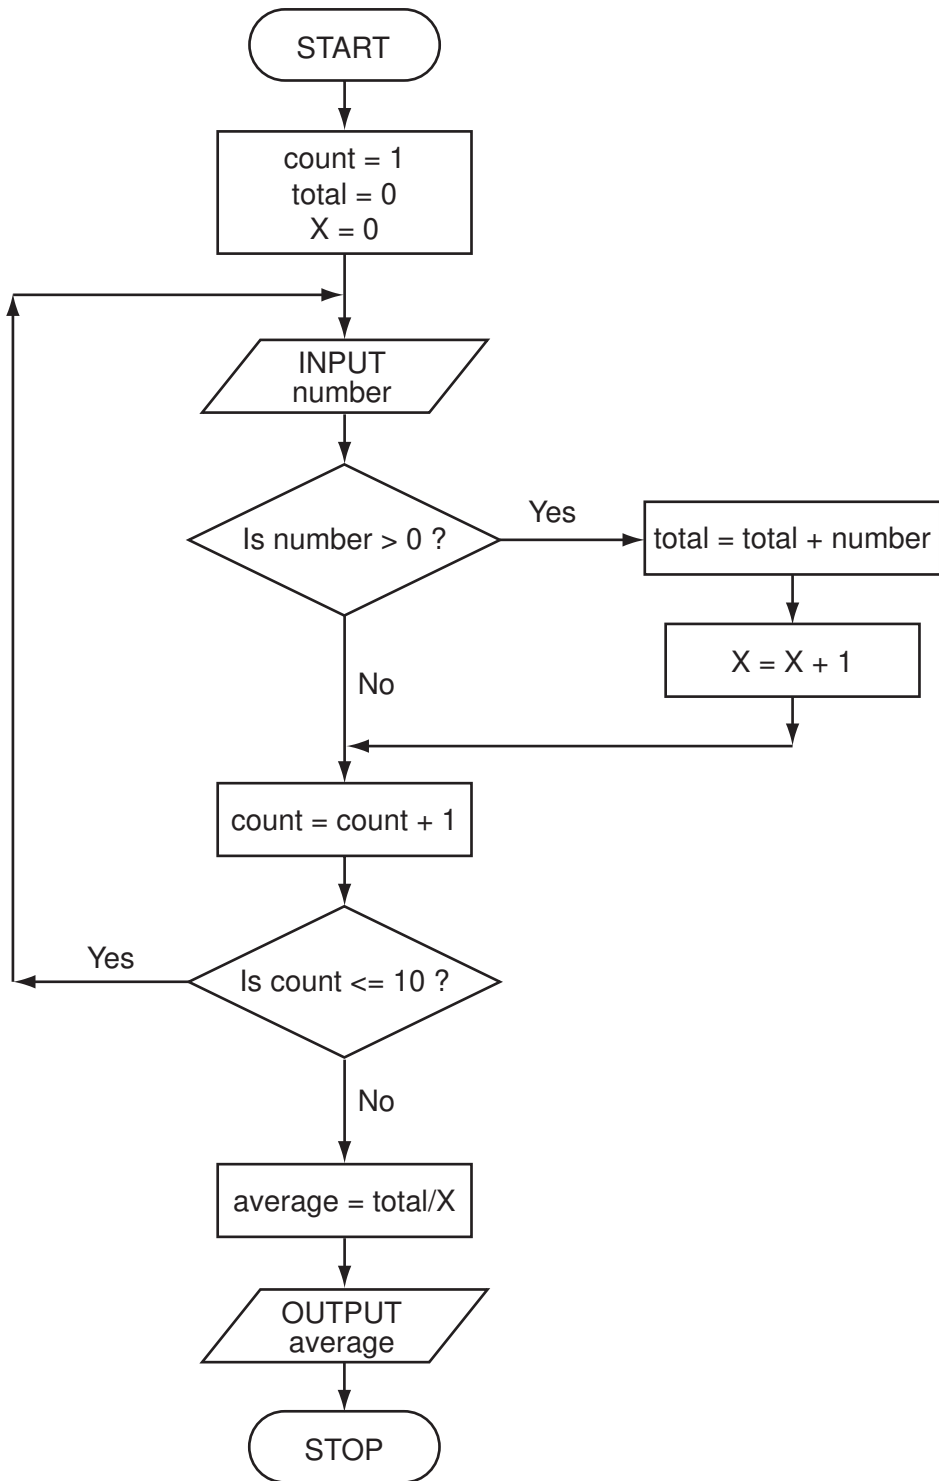 START
count = 1
total = 0
X = 0
INPUT
number
Is number > 0 ?
Yes
total = total + number
X = X + 1
No
count = count + 1
Is count <= 10 ?
Yes
No
average = total/X
OUTPUT
average
STOP